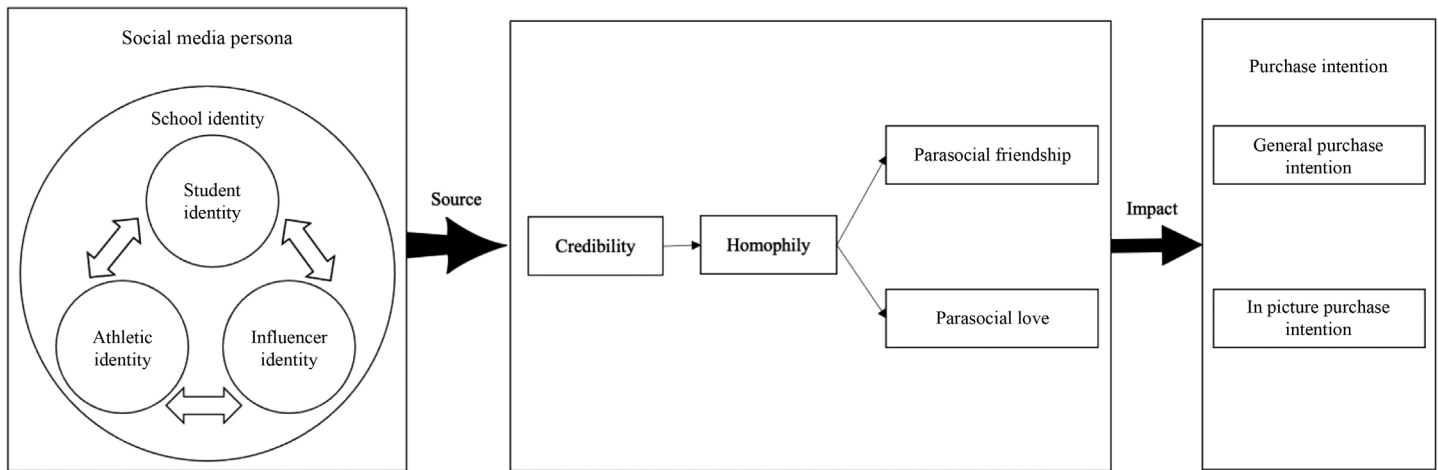 Social media persona
School identity
Student
identity
Athletic
identity
Influencer
identity
Source
Credibility
Homophily
Parasocial friendship
Parasocial love
Impact
Purchase intention
General purchase
intention
In picture purchase
intention